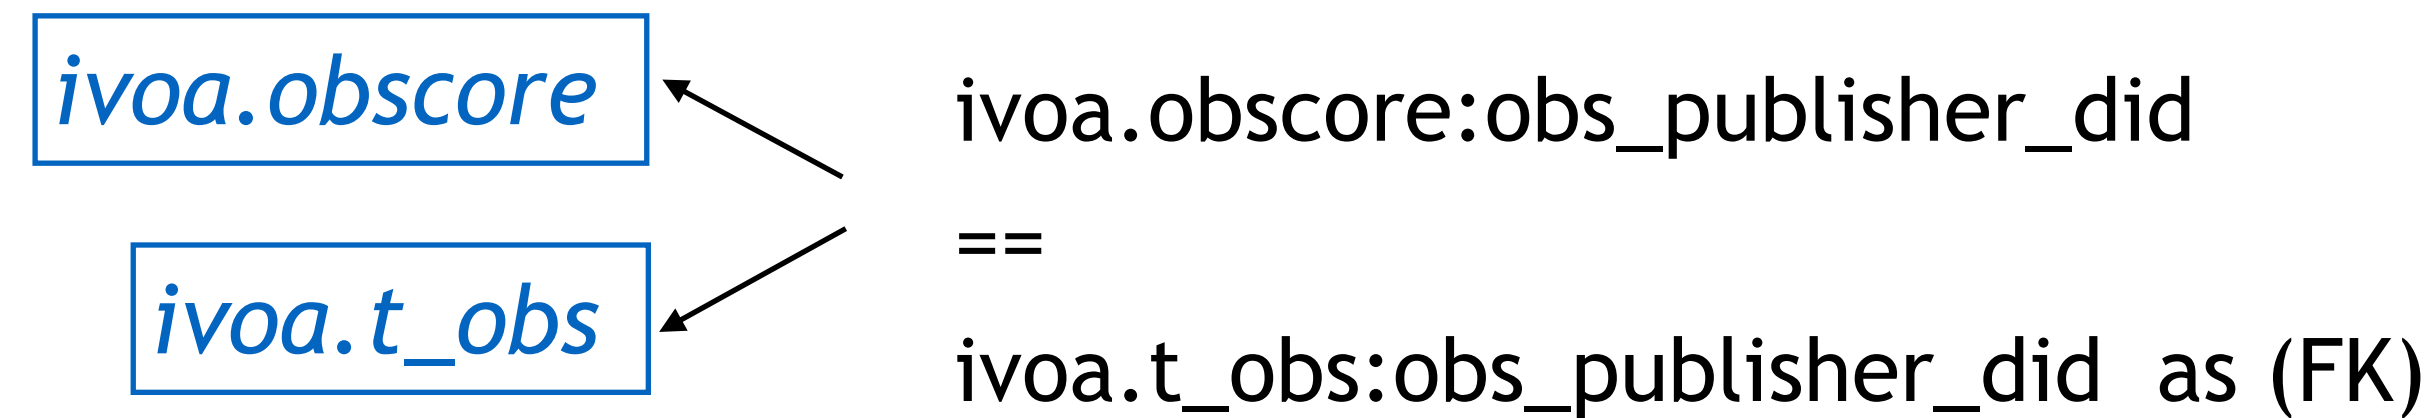 ivoa.obscore
ivoa.t_obs
ivoa.obscore:obs_publisher_did
==
ivoa.t_obs:obs_publisher_did as (FK)